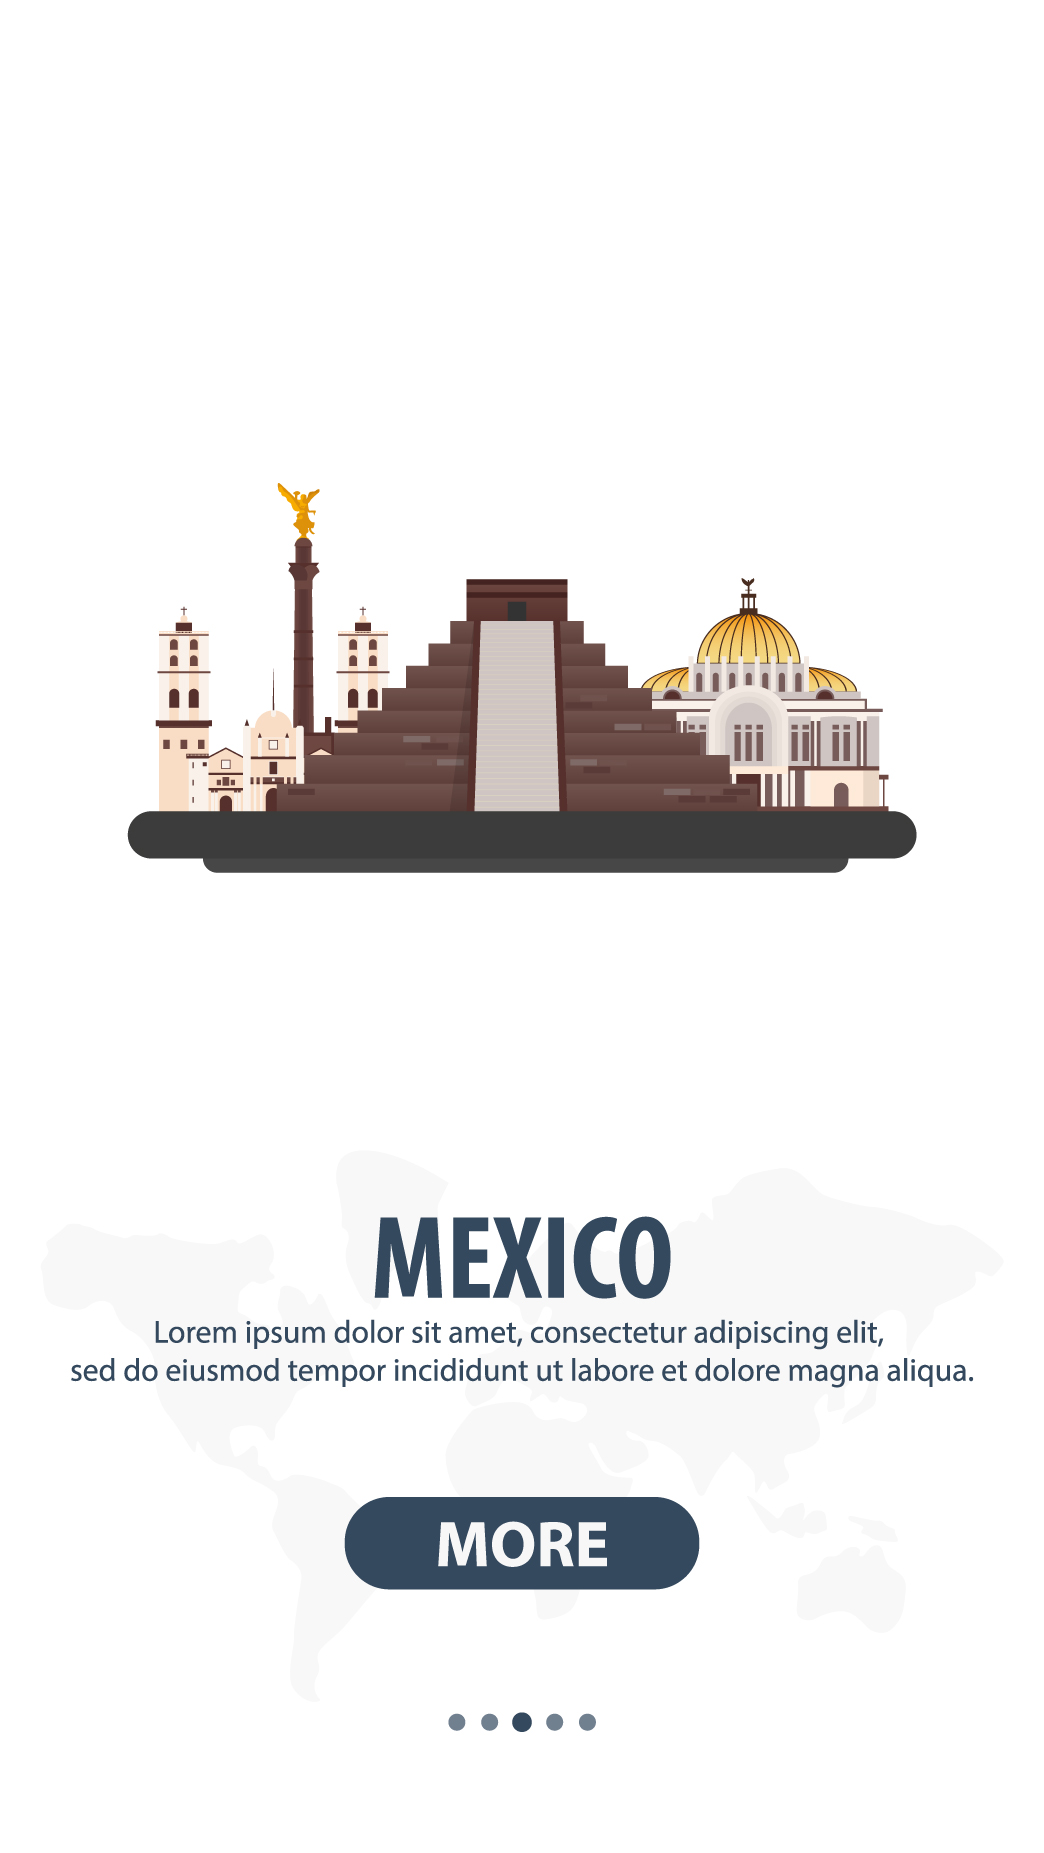 MEXICO
Lorem ipsum dolor sit amet, consectetur adipiscing elit,
sed do eiusmod tempor incididunt ut labore et dolore magna aliqua.
MORE